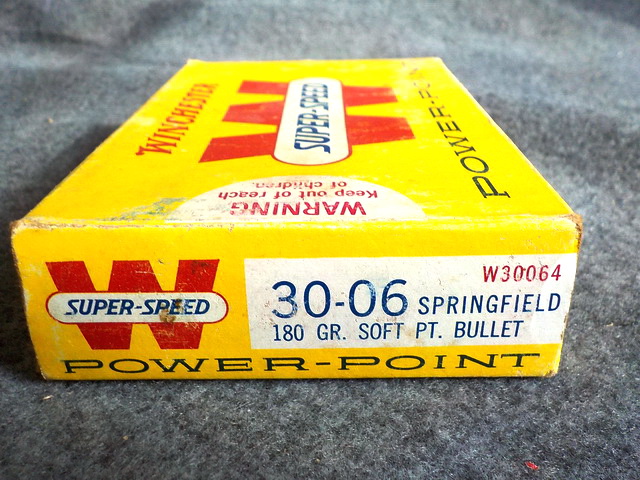 WINCHESTER
W
SUPER-SPEED
POWER-PO
WARNING
Keep out of reach
of children.
W
SUPER-SPEED
W30064
30-06 SPRINGFIELD
180 GR. SOFT PT. BULLET
POWER-POINT